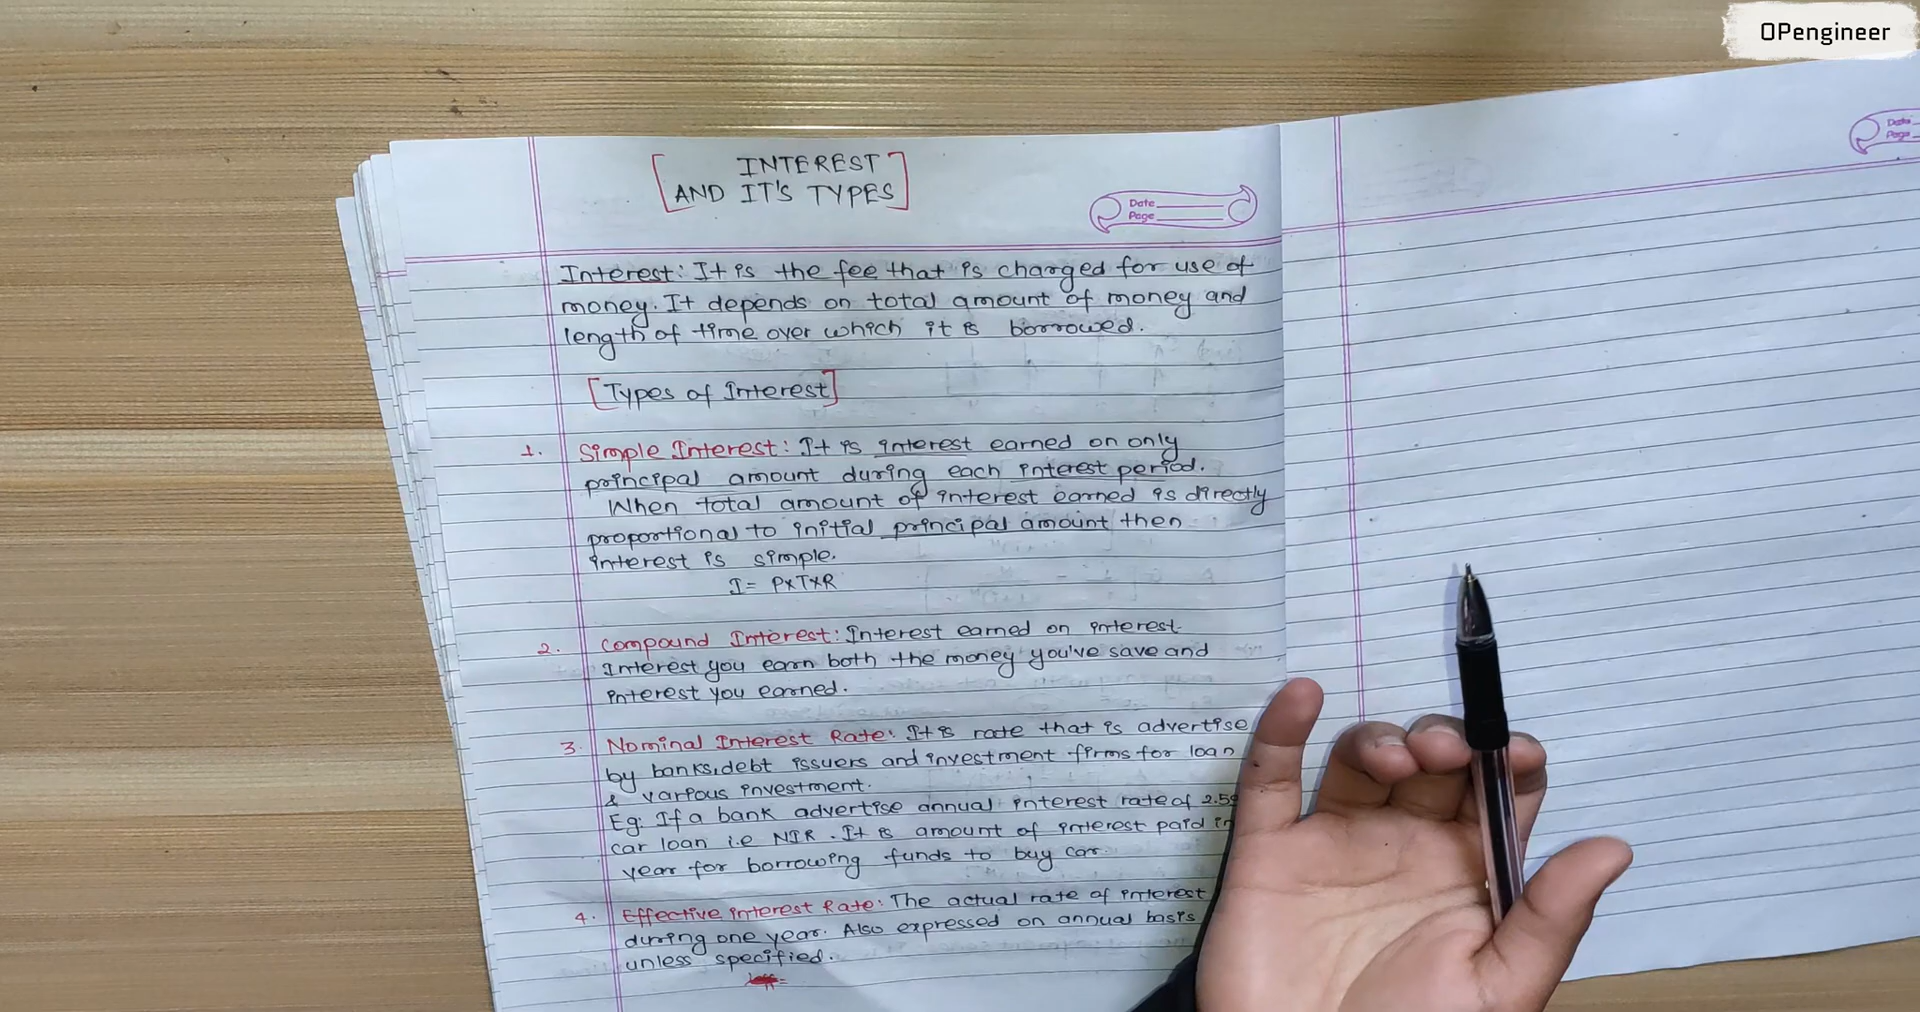 OPengineer
INTEREST
AND IT'S TYPES
Date
Page
Date
Page
Interest: It is the fee that is charged for use of
money. It depends on total amount of money and
length of time over which it is borrowed.
[Types of Interest]
1. Simple Interest: It is interest earned on only
principal amount during each interest period.
When total amount of interest earned is directly
proportional to initial principal amount then
interest is simple.
I = P×T×R
2. Compound Interest: Interest earned on interest.
Interest you earn both the money you've save and
interest you earned.
3. Nominal Interest Rate: It is rate that is advertise
by banks, debt issuers and investment firms for loan
& various investment.
Eg: If a bank advertise annual interest rate of 2.5
car loan i.e NIR. It is amount of interest paid in
year for borrowing funds to buy car.
4. Effective interest Rate: The actual rate of interest
during one year. Also expressed on annual basis
unless specified.